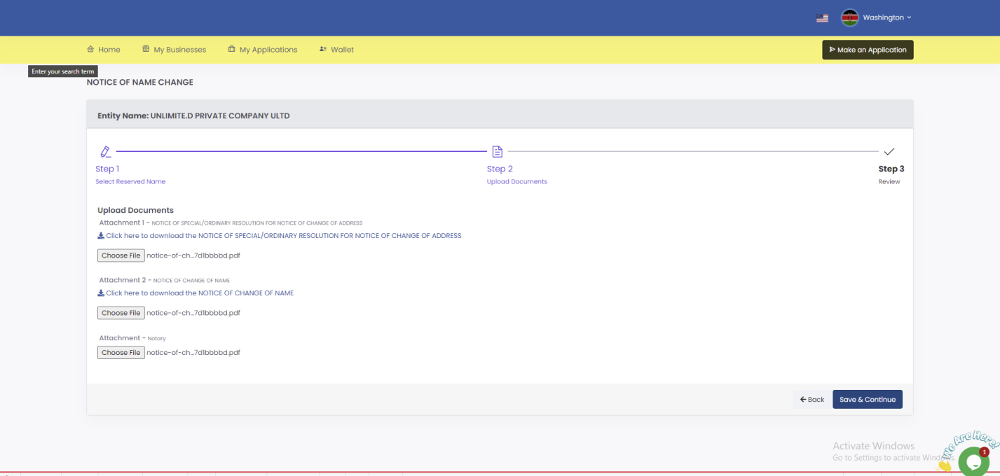 Washington
Home
My Businesses
My Applications
Wallet
Make an Application
Enter your search term
NOTICE OF NAME CHANGE
Entity Name: UNLIMITE.D PRIVATE COMPANY ULTD
Step 1
Step 2
Step 3
Select Reserved Name
Upload Documents
Review
Upload Documents
Attachment 1 - NOTICE OF SPECIAL/ORDINARY RESOLUTION FOR NOTICE OF CHANGE OF ADDRESS
Click here to download the NOTICE OF SPECIAL/ORDINARY RESOLUTION FOR NOTICE OF CHANGE OF ADDRESS
Choose File notice-of-ch...7d1bbbbd.pdf
Attachment 2 - NOTICE OF CHANGE OF NAME
Click here to download the NOTICE OF CHANGE OF NAME
Choose File notice-of-ch...7d1bbbbd.pdf
Attachment - Notary
Choose File notice-of-ch...7d1bbbbd.pdf
Back
Save & Continue
Activate Windows
Go to Settings to activate Windows.
We Are Here!
1